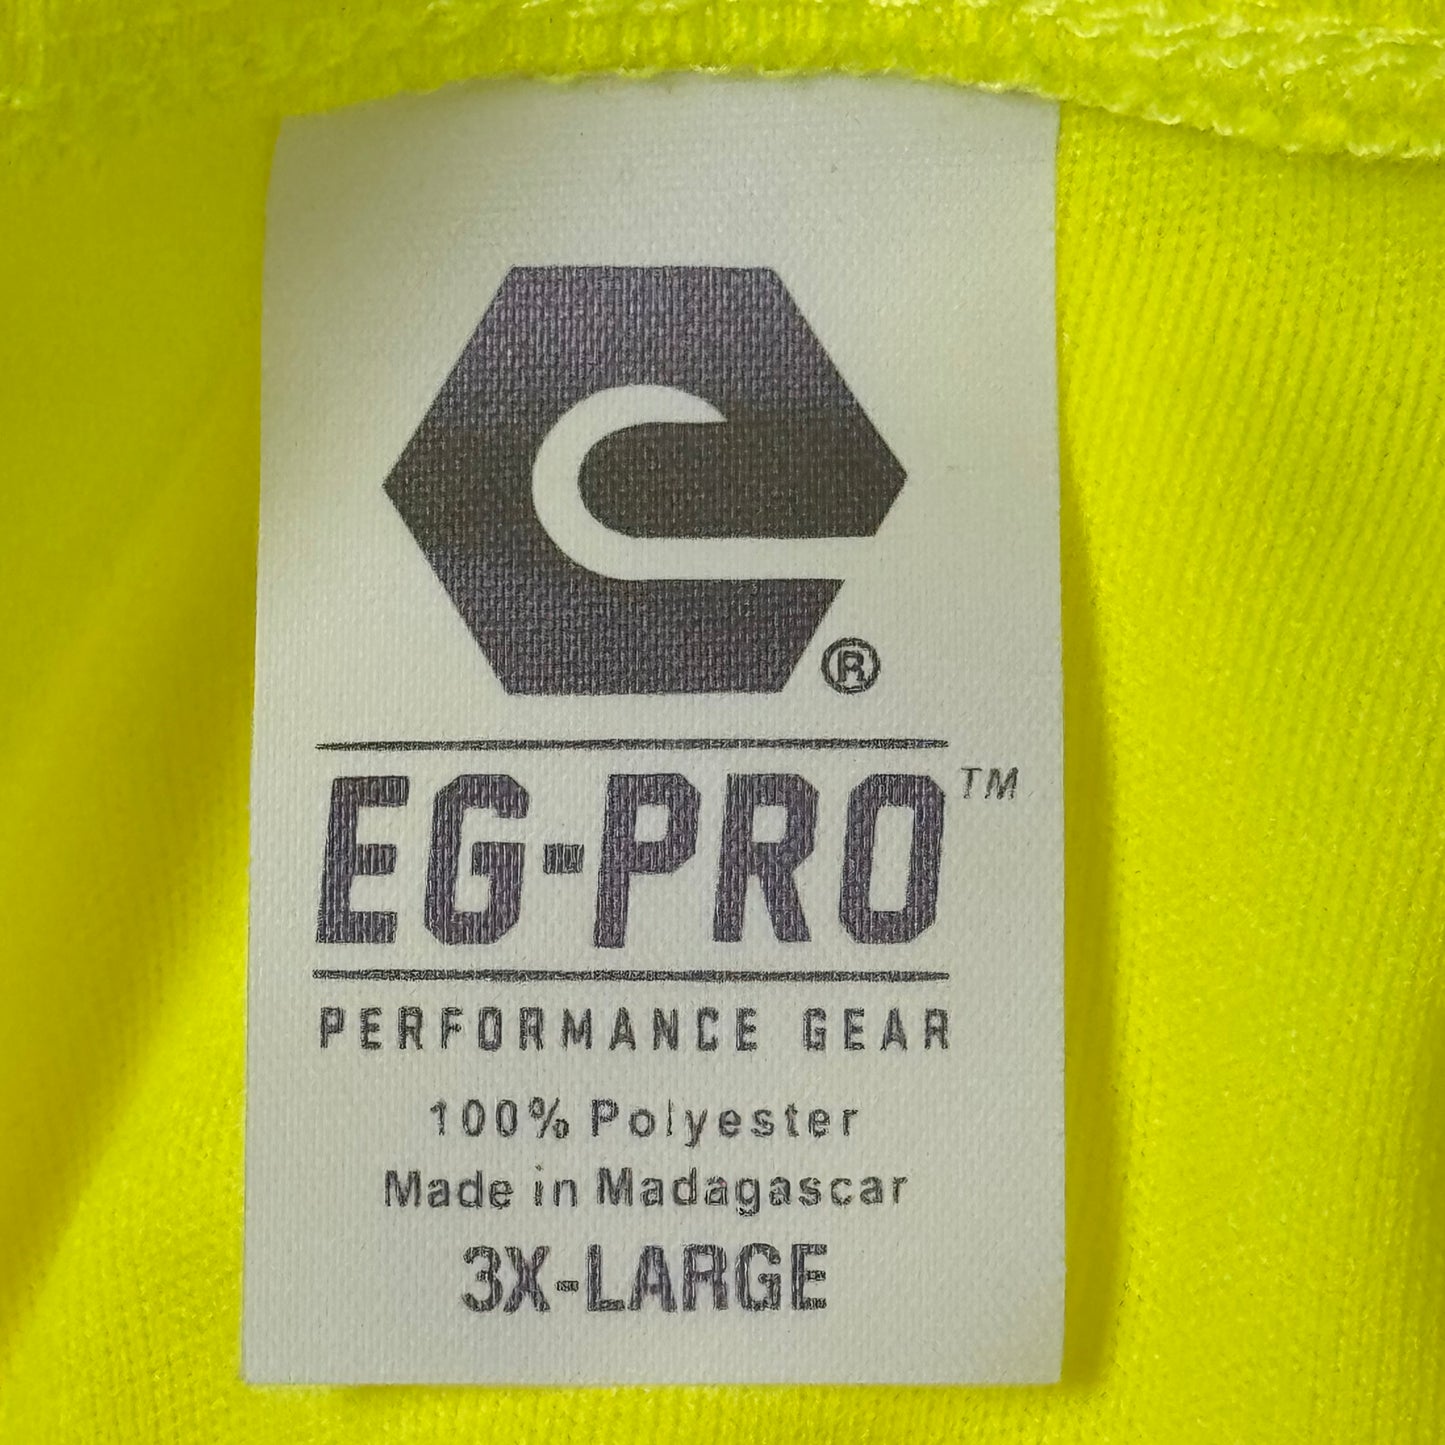 ®
EG-PRO™
PERFORMANCE GEAR
100% Polyester
Made in Madagascar
3X-LARGE